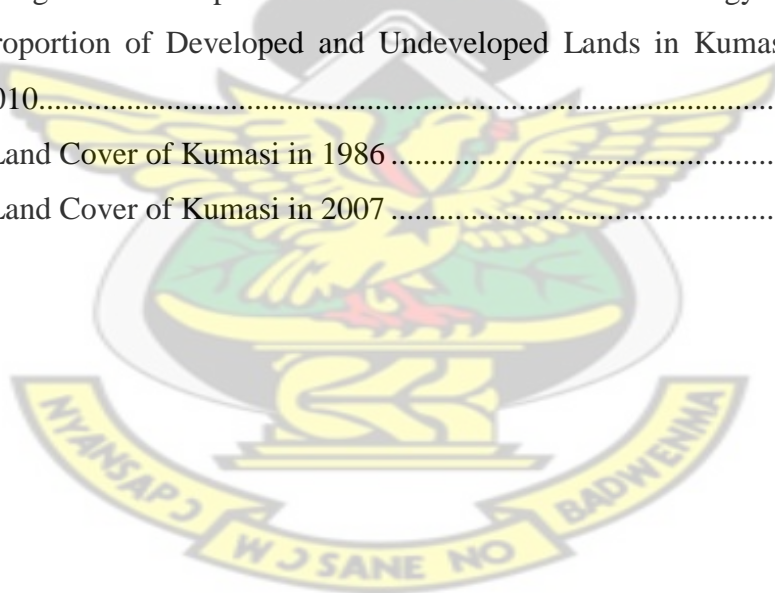 roportion of Developed and Undeveloped Lands in Kumas
010
Land Cover of Kumasi in 1986
Land Cover of Kumasi in 2007
NYANSAPƆ
WƆSANE NO
BADWENMA